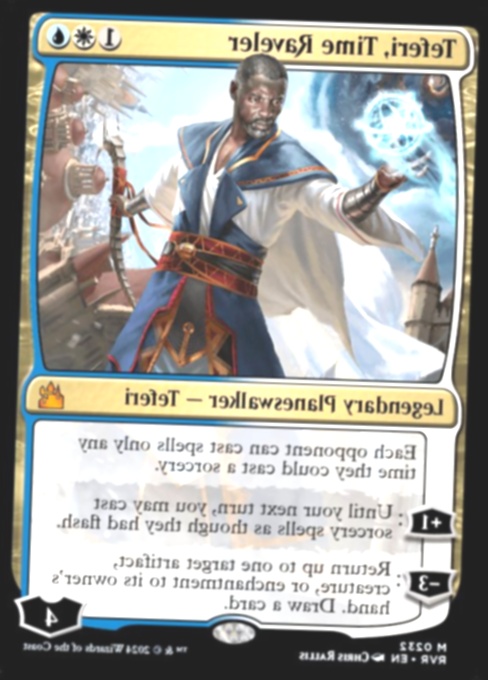 Teferi, Time Raveler
1
Legendary Planeswalker — Teferi
Each opponent can cast spells only any
time they could cast a sorcery.
+1: Until your next turn, you may cast
sorcery spells as though they had flash.
−3: Return up to one target artifact,
creature, or enchantment to its owner's
hand. Draw a card.
4
M 0232
RVR • EN Chris Rallis
™ & © 2024 Wizards of the Coast